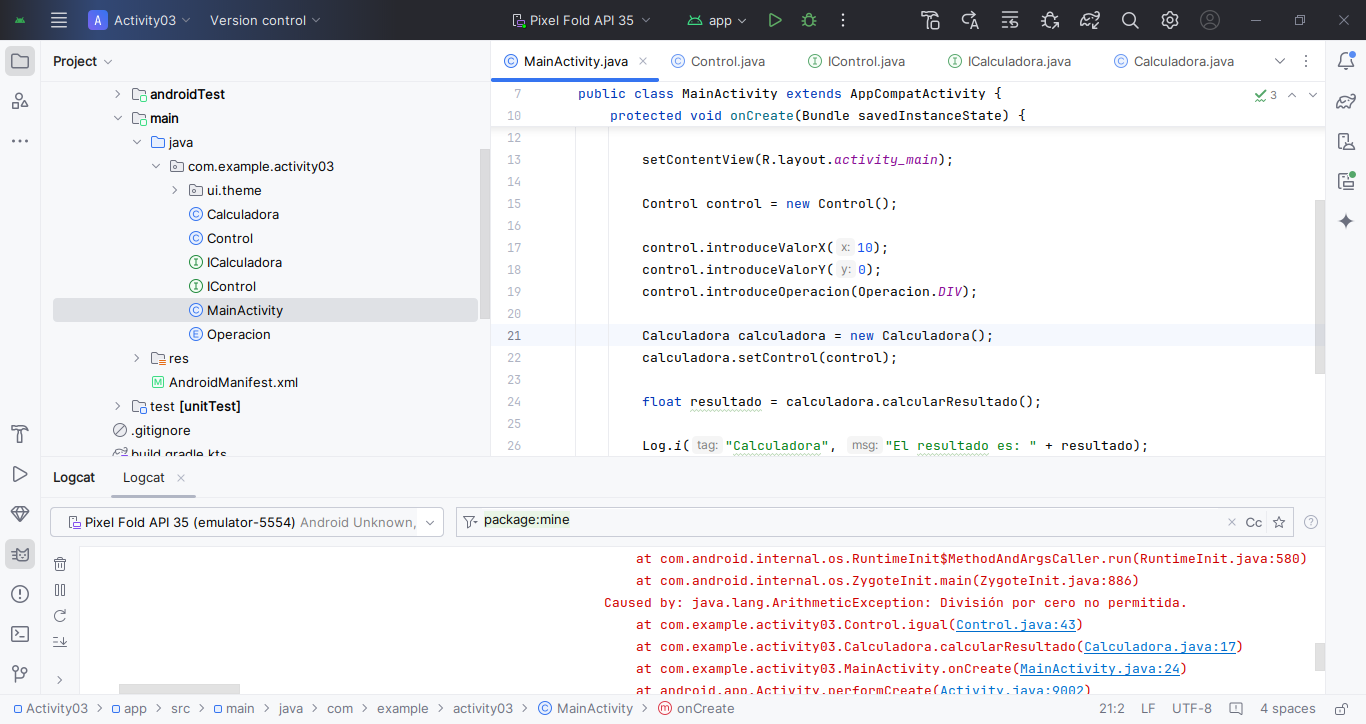 A Activity03 Version control Pixel Fold API 35 app
Project
MainActivity.java Control.java IControl.java ICalculadora.java Calculadora.java
androidTest
main
java
com.example.activity03
ui.theme
Calculadora
Control
ICalculadora
IControl
MainActivity
Operacion
res
AndroidManifest.xml
test [unitTest]
.gitignore
build.gradle.kts
7 public class MainActivity extends AppCompatActivity {
3
10 protected void onCreate(Bundle savedInstanceState) {
12
13 setContentView(R.layout.activity_main);
14
15 Control control = new Control();
16
17 control.introduceValorX( x: 10);
18 control.introduceValorY( y: 0);
19 control.introduceOperacion(Operacion.DIV);
20
21 Calculadora calculadora = new Calculadora();
22 calculadora.setControl(control);
23
24 float resultado = calculadora.calcularResultado();
25
26 Log.i( tag: "Calculadora", msg: "El resultado es: " + resultado);
Logcat Logcat
Pixel Fold API 35 (emulator-5554) Android Unknown, package:mine Cc
at com.android.internal.os.RuntimeInit$MethodAndArgsCaller.run(RuntimeInit.java:580)
at com.android.internal.os.ZygoteInit.main(ZygoteInit.java:886)
Caused by: java.lang.ArithmeticException: División por cero no permitida.
at com.example.activity03.Control.igual(Control.java:43)
at com.example.activity03.Calculadora.calcularResultado(Calculadora.java:17)
at com.example.activity03.MainActivity.onCreate(MainActivity.java:24)
at android.app.Activity.performCreate(Activity.java:9002)
Activity03 > app > src > main > java > com > example > activity03 > MainActivity > onCreate 21:2 LF UTF-8 4 spaces